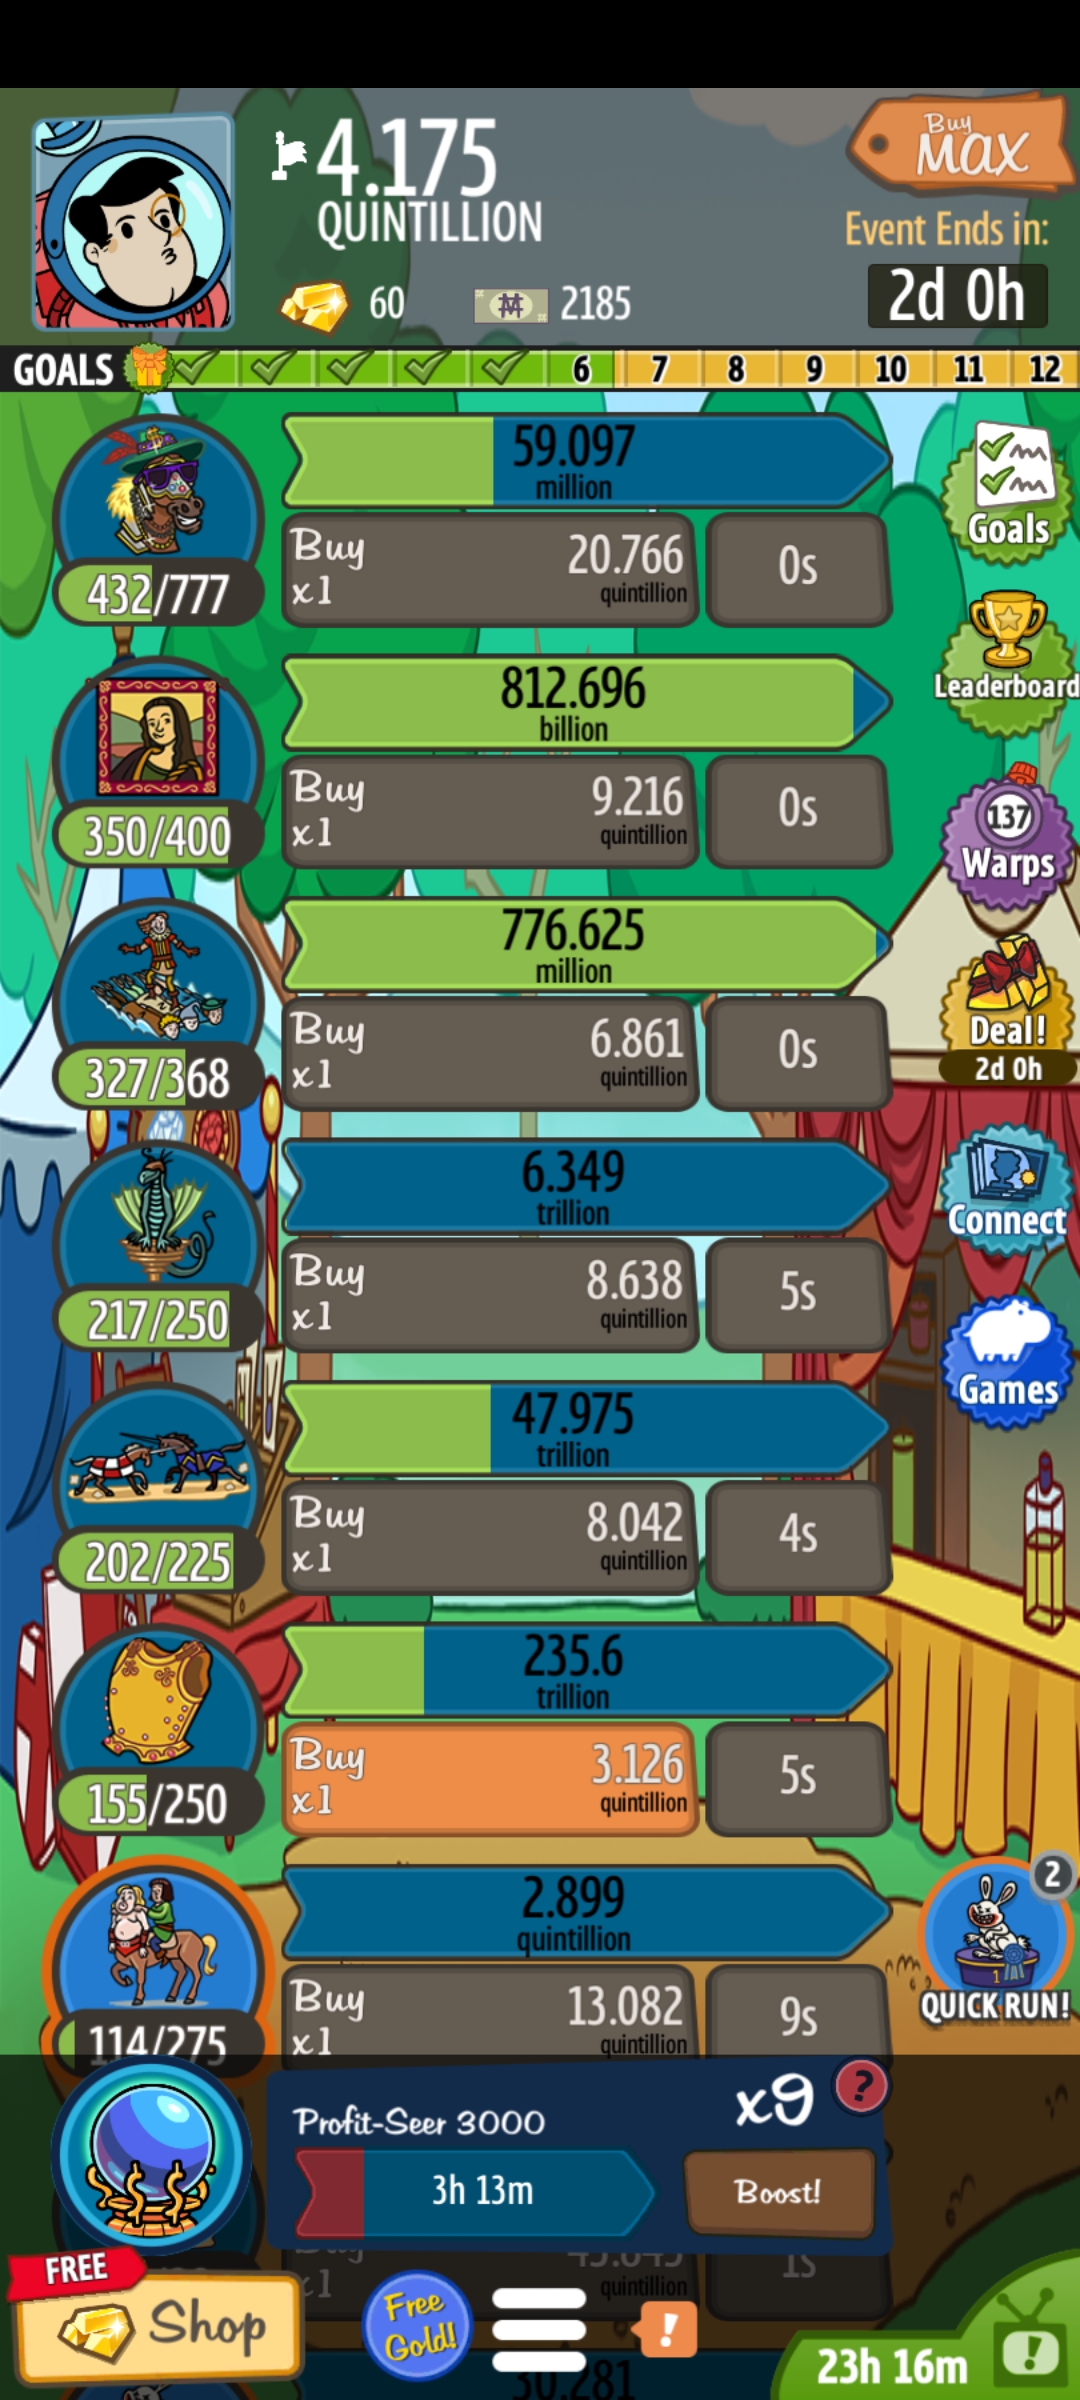 4.175
QUINTILLION
Buy
MAX
Event Ends in:
2d 0h
60
2185
GOALS
6 7 8 9 10 11 12
59.097
million
432/777
Buy
x1
20.766
quintillion
0s
Goals
Leaderboard
812.696
billion
350/400
Buy
x1
9.216
quintillion
0s
137
Warps
776.625
million
327/368
Buy
x1
6.861
quintillion
0s
Deal!
2d 0h
6.349
trillion
217/250
Buy
x1
8.638
quintillion
5s
Connect
Games
47.975
trillion
202/225
Buy
x1
8.042
quintillion
4s
235.6
trillion
155/250
Buy
x1
3.126
quintillion
5s
2.899
quintillion
114/275
Buy
x1
13.082
quintillion
9s
2
1
QUICK RUN!
Profit-Seer 3000
x9
?
3h 13m
Boost!
Buy
x1
quintillion
1s
FREE
Shop
Free
Gold!
!
30.281
23h 16m
!